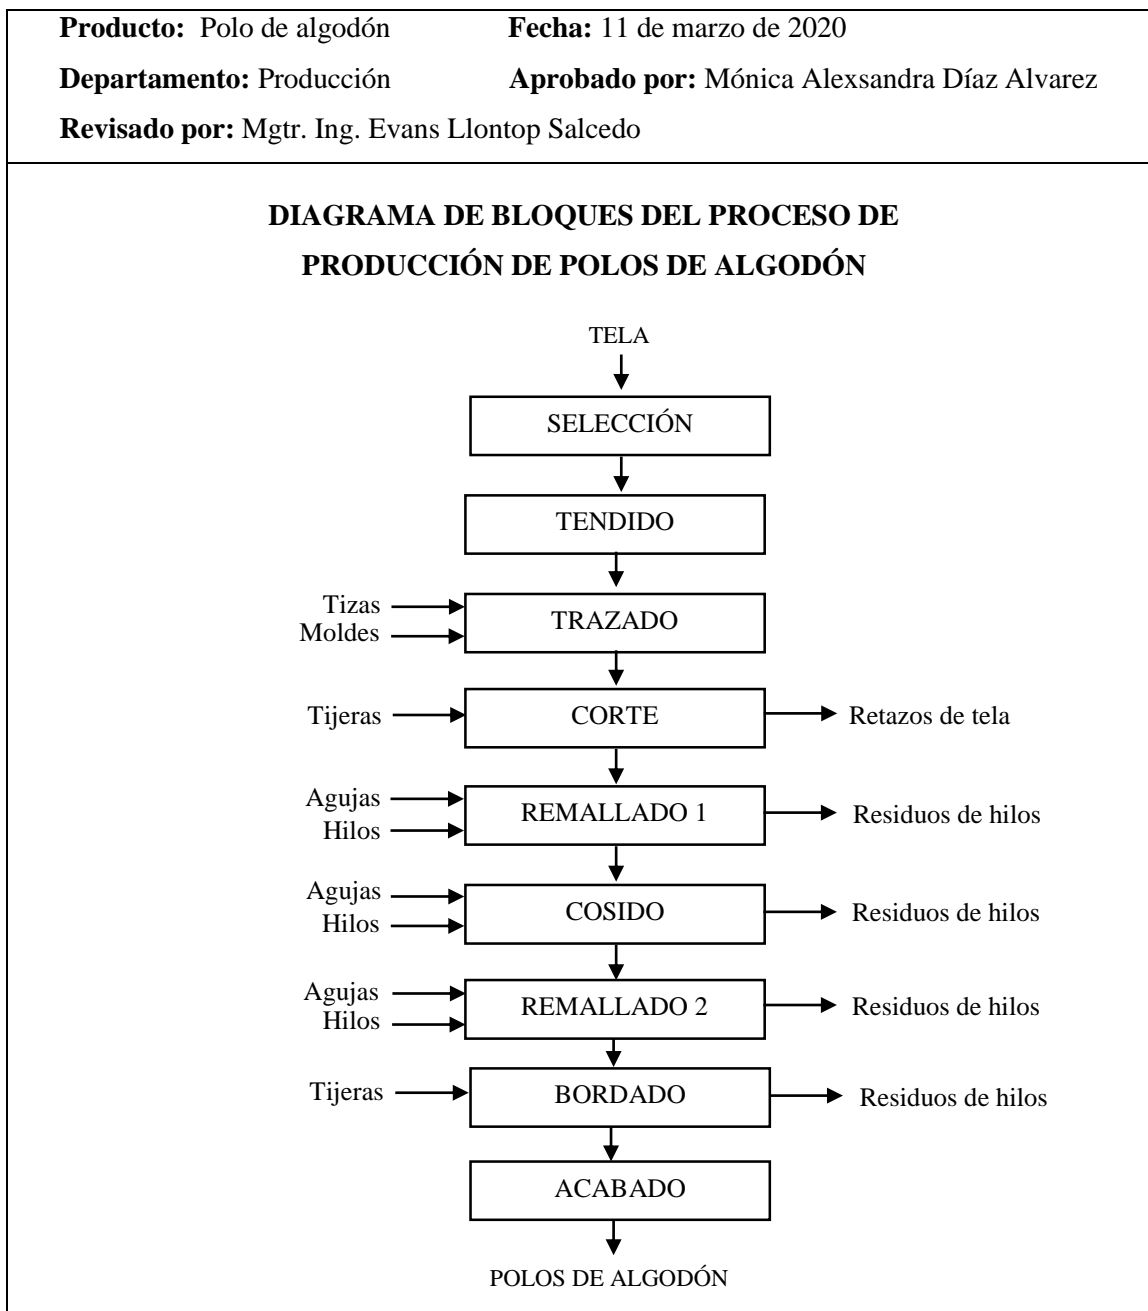 Producto: Polo de algodón Fecha: 11 de marzo de 2020
Departamento: Producción Aprobado por: Mónica Alexsandra Díaz Alvarez
Revisado por: Mgtr. Ing. Evans Llontop Salcedo
DIAGRAMA DE BLOQUES DEL PROCESO DE
PRODUCCIÓN DE POLOS DE ALGODÓN
TELA
SELECCIÓN
TENDIDO
Tizas
Moldes
TRAZADO
Tijeras
CORTE
Retazos de tela
Agujas
Hilos
REMALLADO 1
Residuos de hilos
Agujas
Hilos
COSIDO
Residuos de hilos
Agujas
Hilos
REMALLADO 2
Residuos de hilos
Tijeras
BORDADO
Residuos de hilos
ACABADO
POLOS DE ALGODÓN